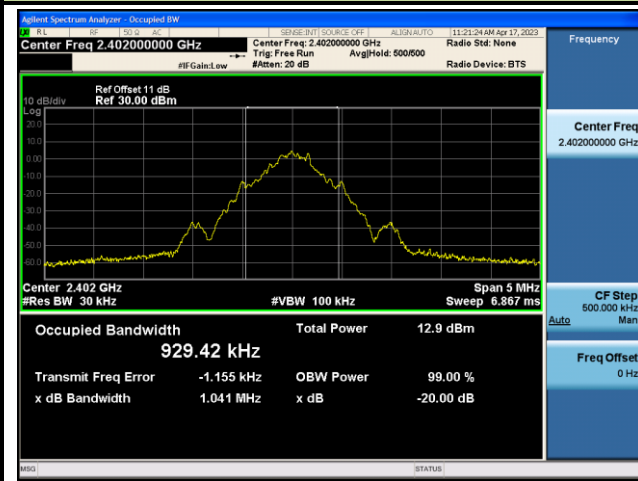 Agilent Spectrum Analyzer - Occupied BW
RL RF 50 Ω AC SENSE:INT SOURCE OFF ALIGN AUTO 11:21:24 AM Apr 17, 2023
Center Freq 2.402000000 GHz
Center Freq: 2.402000000 GHz Radio Std: None
Trig: Free Run Avg|Hold: 500/500
#IFGain:Low #Atten: 20 dB Radio Device: BTS
Frequency
Ref Offset 11 dB
10 dB/div Ref 30.00 dBm
Log
20.0
10.0
0.00
-10.0
-20.0
-30.0
-40.0
-50.0
-60.0
Center 2.402 GHz Span 5 MHz
#Res BW 30 kHz #VBW 100 kHz Sweep 6.867 ms
Occupied Bandwidth Total Power 12.9 dBm
929.42 kHz
Transmit Freq Error -1.155 kHz OBW Power 99.00 %
x dB Bandwidth 1.041 MHz x dB -20.00 dB
Center Freq
2.402000000 GHz
CF Step
500.000 kHz
Auto Man
Freq Offset
0 Hz
MSG STATUS